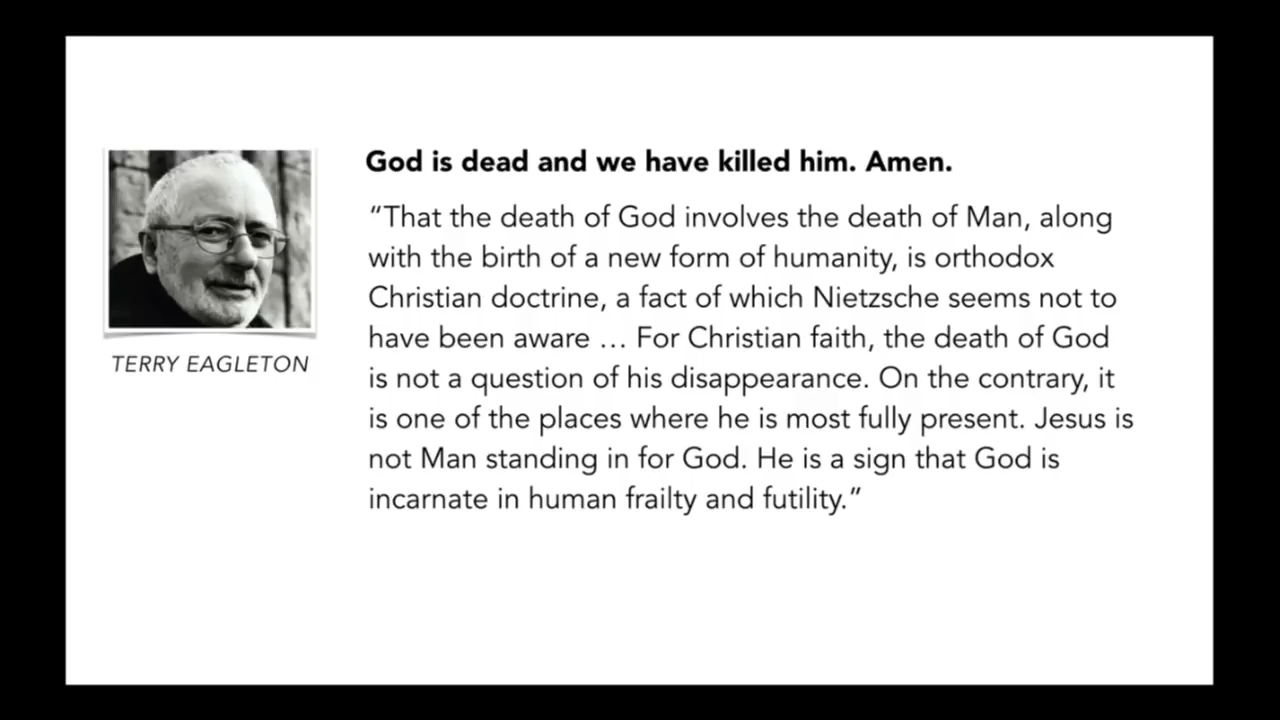 God is dead and we have killed him. Amen.
“That the death of God involves the death of Man, along
with the birth of a new form of humanity, is orthodox
Christian doctrine, a fact of which Nietzsche seems not to
have been aware … For Christian faith, the death of God
is not a question of his disappearance. On the contrary, it
is one of the places where he is most fully present. Jesus is
not Man standing in for God. He is a sign that God is
incarnate in human frailty and futility.”
TERRY EAGLETON